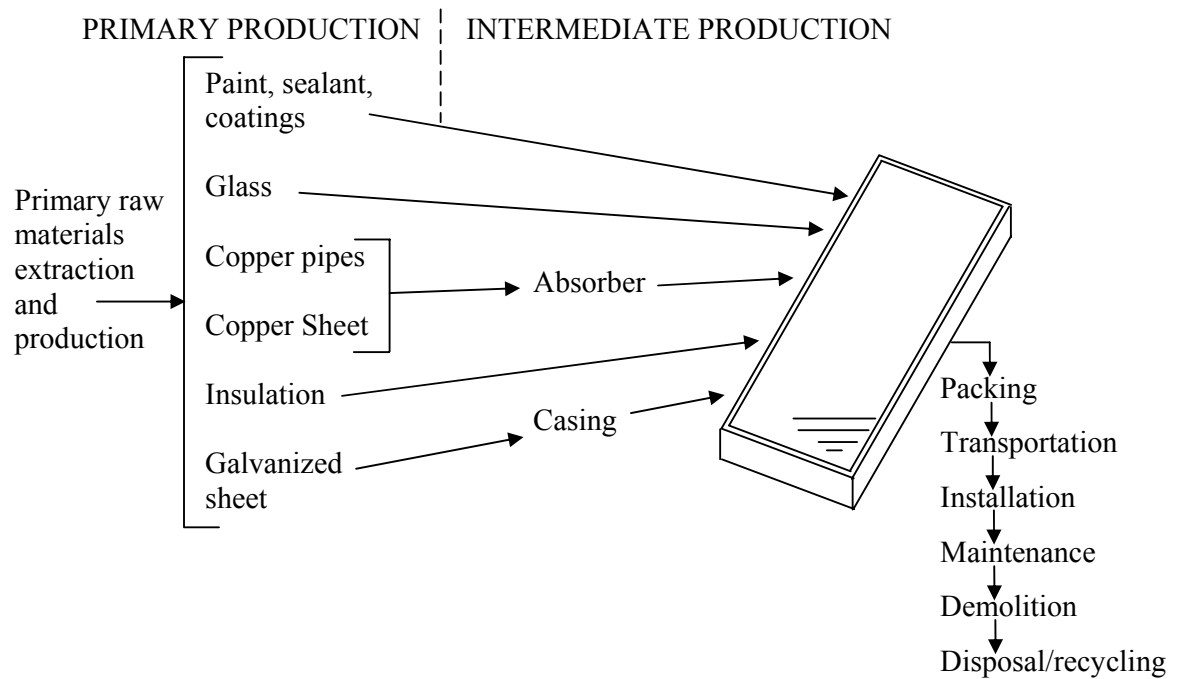 PRIMARY PRODUCTION
INTERMEDIATE PRODUCTION
Primary raw
materials
extraction
and
production
Paint, sealant,
coatings
Glass
Copper pipes
Copper Sheet
Insulation
Galvanized
sheet
Absorber
Casing
Packing
Transportation
Installation
Maintenance
Demolition
Disposal/recycling